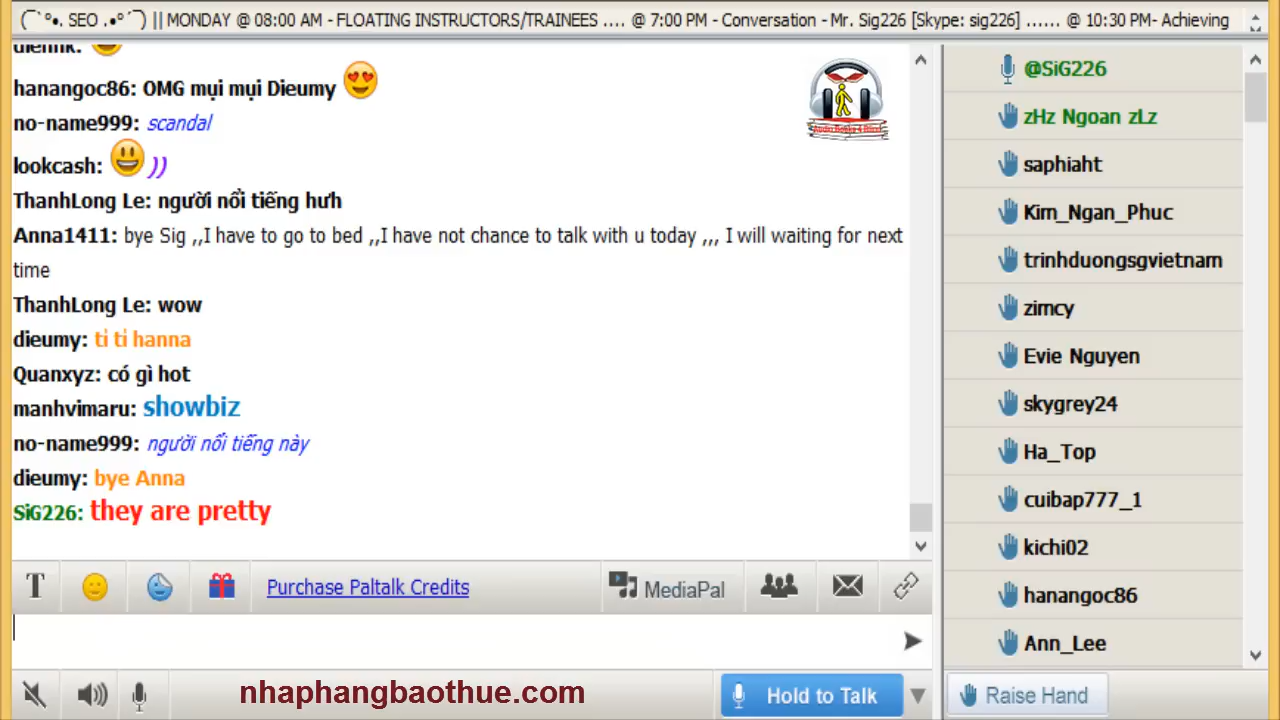 (¯`°•. SEO .•°´¯) || MONDAY @ 08:00 AM - FLOATING INSTRUCTORS/TRAINEES .... @ 7:00 PM - Conversation - Mr. Sig226 [Skype: sig226] ...... @ 10:30 PM- Achieving
hanangoc86: OMG mụi mụi Dieumy
no-name999: scandal
lookcash: ))
ThanhLong Le: người nổi tiếng hưh
Anna1411: bye Sig ,,I have to go to bed ,,I have not chance to talk with u today ,,, I will waiting for next
time
ThanhLong Le: wow
dieumy: ti ti hanna
Quanxyz: có gì hot
manhvimaru: showbiz
no-name999: người nổi tiếng này
dieumy: bye Anna
SiG226: they are pretty
Audio Books 4 Blind
Purchase Paltalk Credits
MediaPal
nhaphangbaothue.com
Hold to Talk
@SiG226
zHz Ngoan zLz
saphiaht
Kim_Ngan_Phuc
trinhduongsgvietnam
zimcy
Evie Nguyen
skygrey24
Ha_Top
cuibap777_1
kichi02
hanangoc86
Ann_Lee
Raise Hand